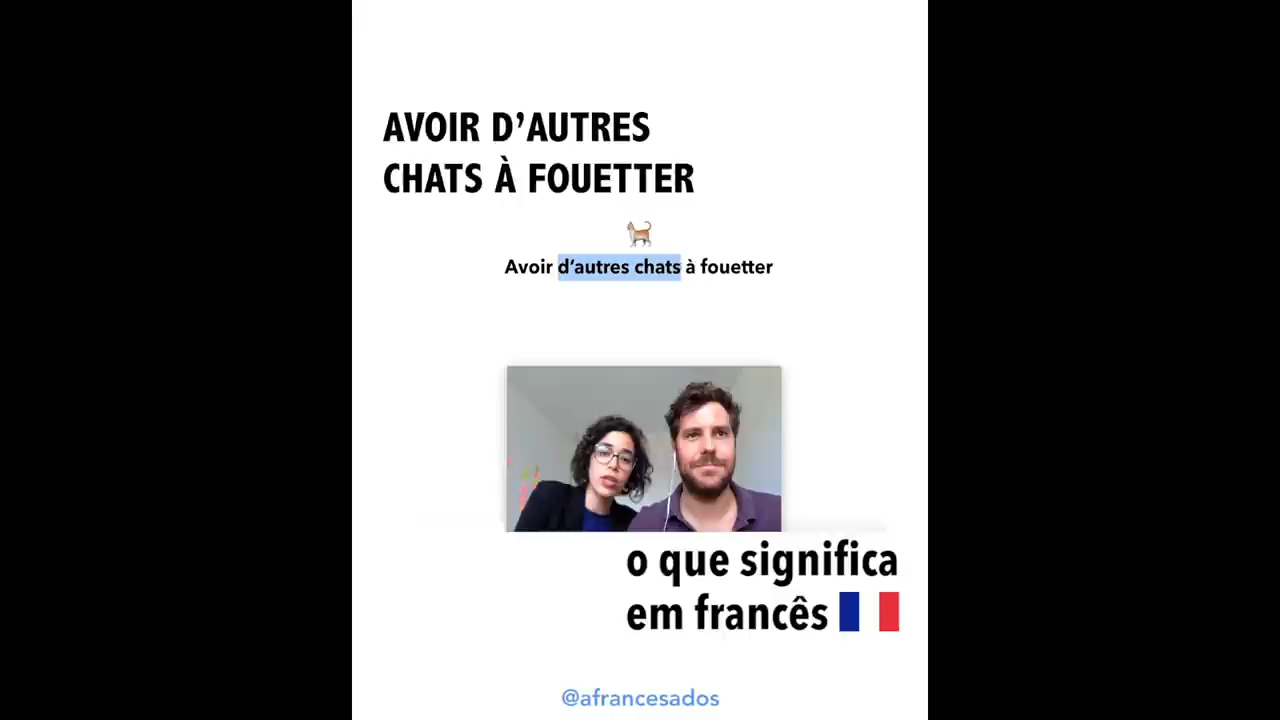 AVOIR D’AUTRES
CHATS À FOUETTER
Avoir d’autres chats à fouetter
o que significa
em francês
@afrancesados